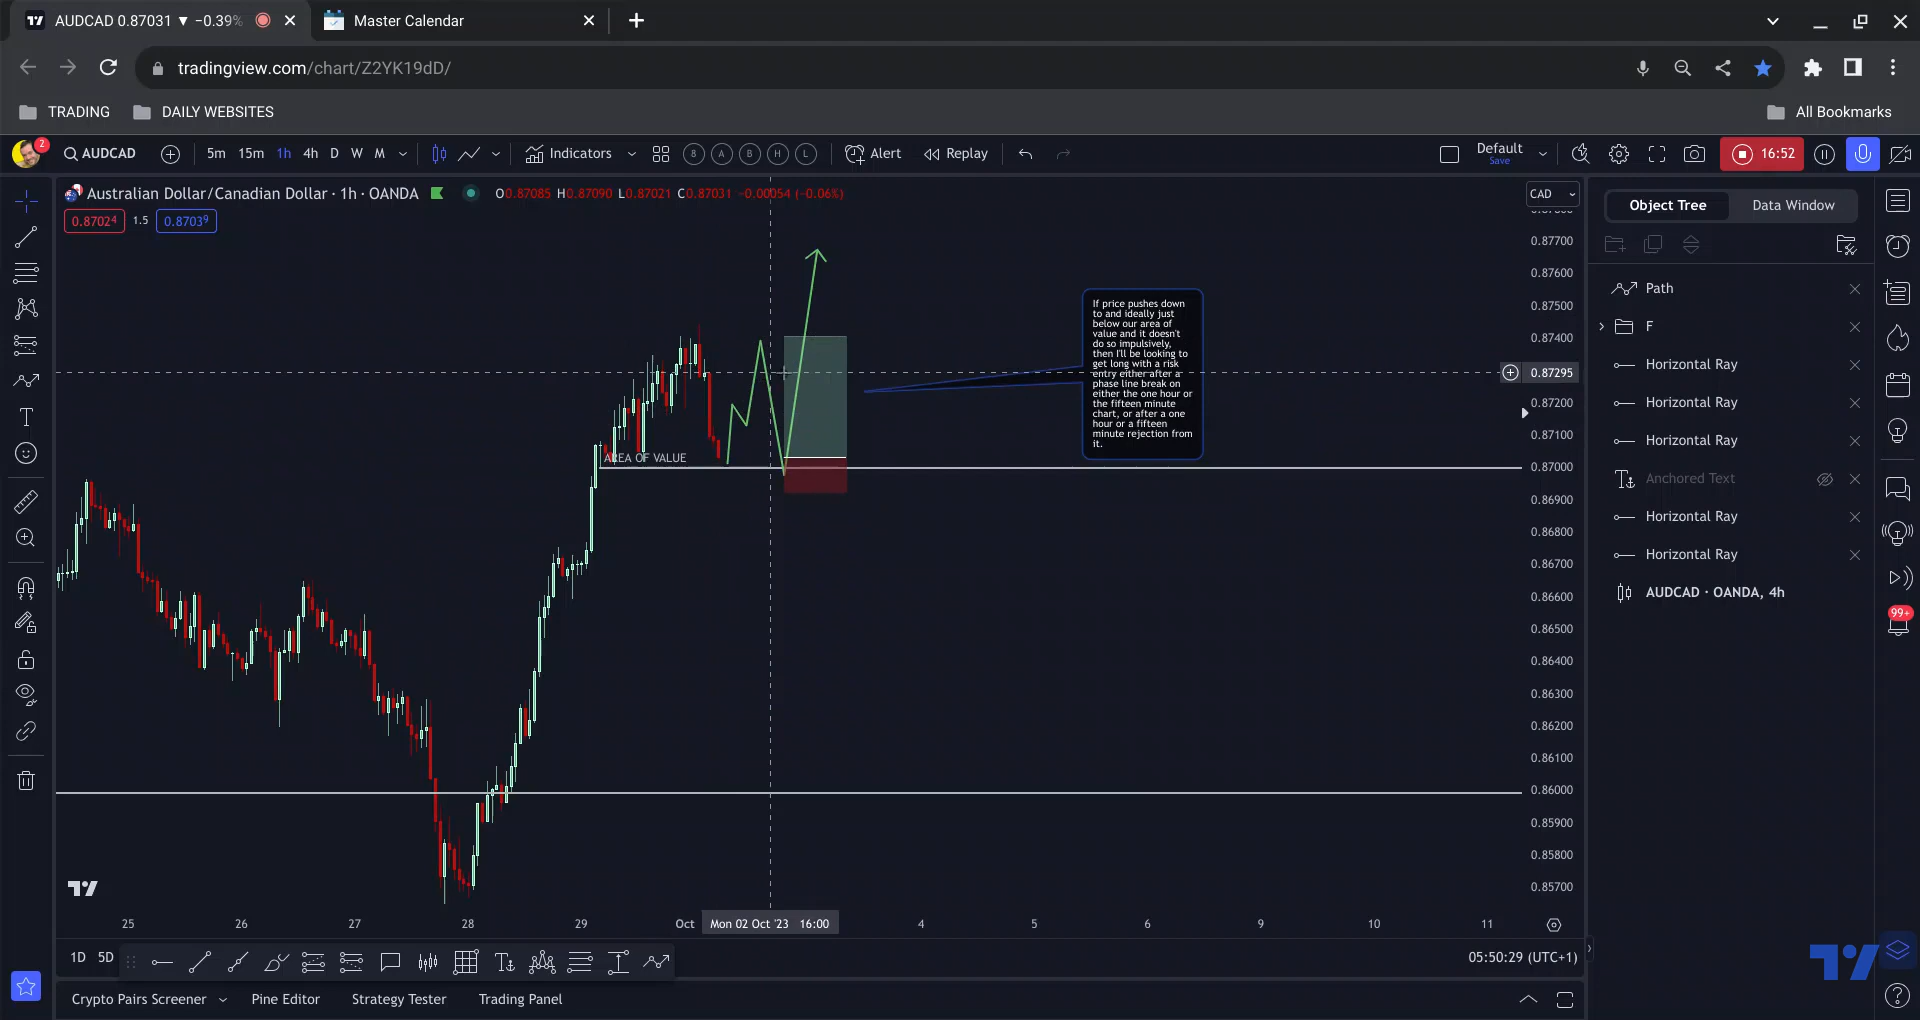 AUDCAD 0.87031 ▼ −0.39%
Master Calendar
tradingview.com/chart/Z2YK19dD/
TRADING
DAILY WEBSITES
All Bookmarks
2
AUDCAD
5m 15m 1h 4h D W M
Indicators
8 A B H L
Alert
Replay
Default
Save
16:52
Australian Dollar/Canadian Dollar · 1h · OANDA
O0.87085 H0.87090 L0.87021 C0.87031 −0.00054 (−0.06%)
CAD
0.87024 1.5 0.87039
Object Tree
Data Window
0.87700
0.87600
0.87500
0.87400
0.87295
0.87200
0.87100
0.87000
0.86900
0.86800
0.86700
0.86600
0.86500
0.86400
0.86300
0.86200
0.86100
0.86000
0.85900
0.85800
0.85700
If price pushes down
to and ideally just
below our area of
value and it doesn't
do so impulsively,
then I'll be looking to
get long with a risk
entry either after a
phase line break on
either the one hour or
the fifteen minute
chart, or after a one
hour or a fifteen
minute rejection from
it.
AREA OF VALUE
Path
F
Horizontal Ray
Horizontal Ray
Horizontal Ray
Anchored Text
Horizontal Ray
Horizontal Ray
AUDCAD · OANDA, 4h
99+
25 26 27 28 29 Oct Mon 02 Oct '23 16:00 4 5 6 9 10 11
1D 5D
05:50:29 (UTC+1)
Crypto Pairs Screener
Pine Editor
Strategy Tester
Trading Panel